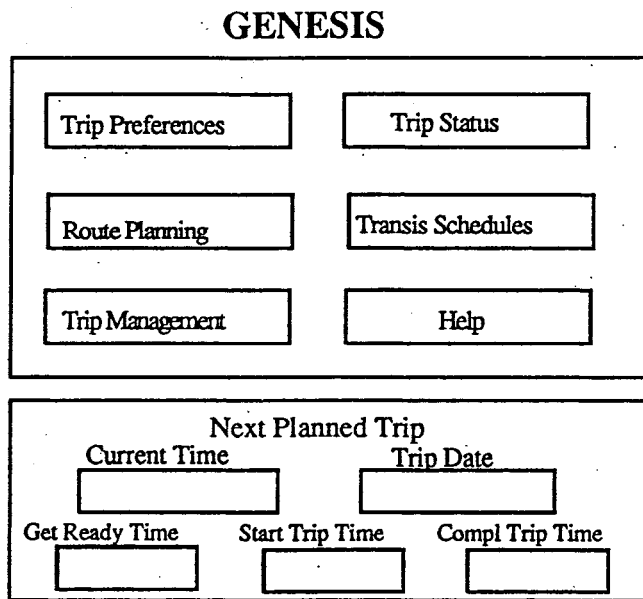 GENESIS
Trip Preferences
Trip Status
Route Planning
Transis Schedules
Trip Management
Help
Next Planned Trip
Current Time
Trip Date
Get Ready Time
Start Trip Time
Compl Trip Time